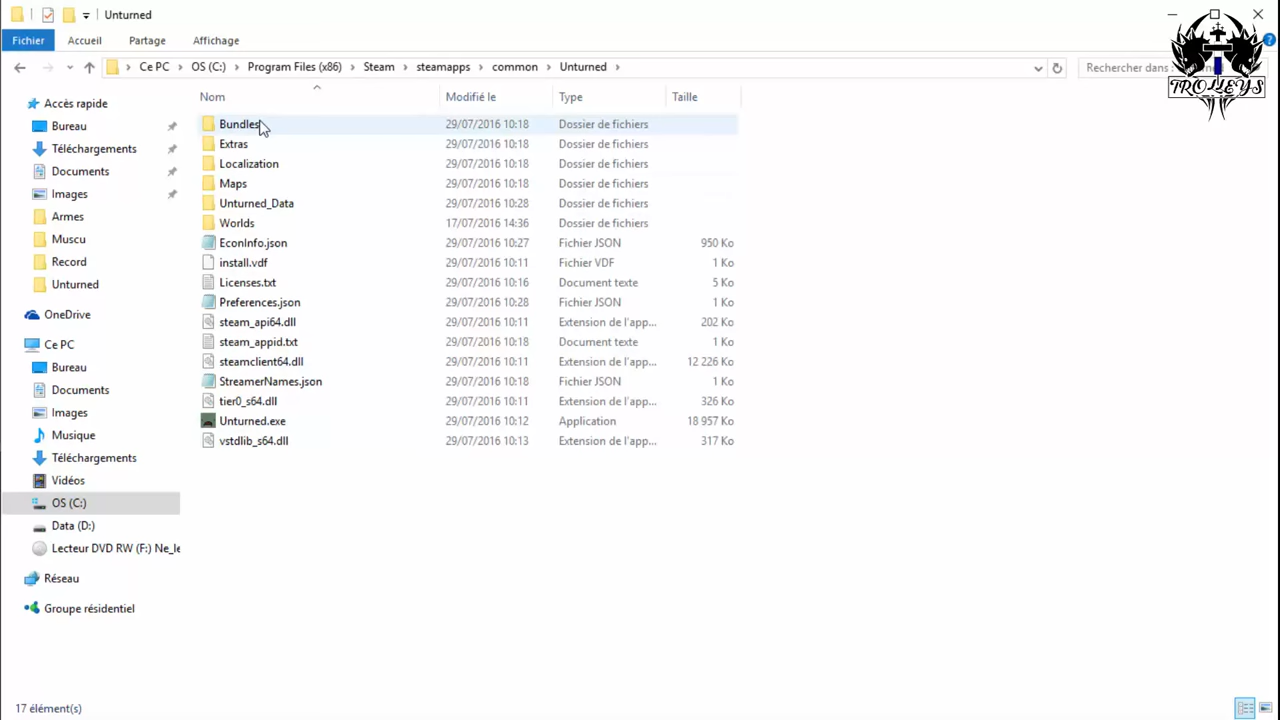 Unturned
Fichier Accueil Partage Affichage
Ce PC OS (C:) Program Files (x86) Steam steamapps common Unturned
Rechercher dans :
TROLLEYS
Nom Modifié le Type Taille
Bundles 29/07/2016 10:18 Dossier de fichiers
Extras 29/07/2016 10:18 Dossier de fichiers
Localization 29/07/2016 10:18 Dossier de fichiers
Maps 29/07/2016 10:18 Dossier de fichiers
Unturned_Data 29/07/2016 10:28 Dossier de fichiers
Worlds 17/07/2016 14:36 Dossier de fichiers
EconInfo.json 29/07/2016 10:27 Fichier JSON 950 Ko
install.vdf 29/07/2016 10:11 Fichier VDF 1 Ko
Licenses.txt 29/07/2016 10:16 Document texte 5 Ko
Preferences.json 29/07/2016 10:28 Fichier JSON 1 Ko
steam_api64.dll 29/07/2016 10:11 Extension de l'app... 202 Ko
steam_appid.txt 29/07/2016 10:18 Document texte 1 Ko
steamclient64.dll 29/07/2016 10:11 Extension de l'app... 12 226 Ko
StreamerNames.json 29/07/2016 10:18 Fichier JSON 1 Ko
tier0_s64.dll 29/07/2016 10:11 Extension de l'app... 326 Ko
Unturned.exe 29/07/2016 10:12 Application 18 957 Ko
vstdlib_s64.dll 29/07/2016 10:13 Extension de l'app... 317 Ko
Accès rapide
Bureau
Téléchargements
Documents
Images
Armes
Muscu
Record
Unturned
OneDrive
Ce PC
Bureau
Documents
Images
Musique
Téléchargements
Vidéos
OS (C:)
Data (D:)
Lecteur DVD RW (F:) Ne_le
Réseau
Groupe résidentiel
17 élément(s)